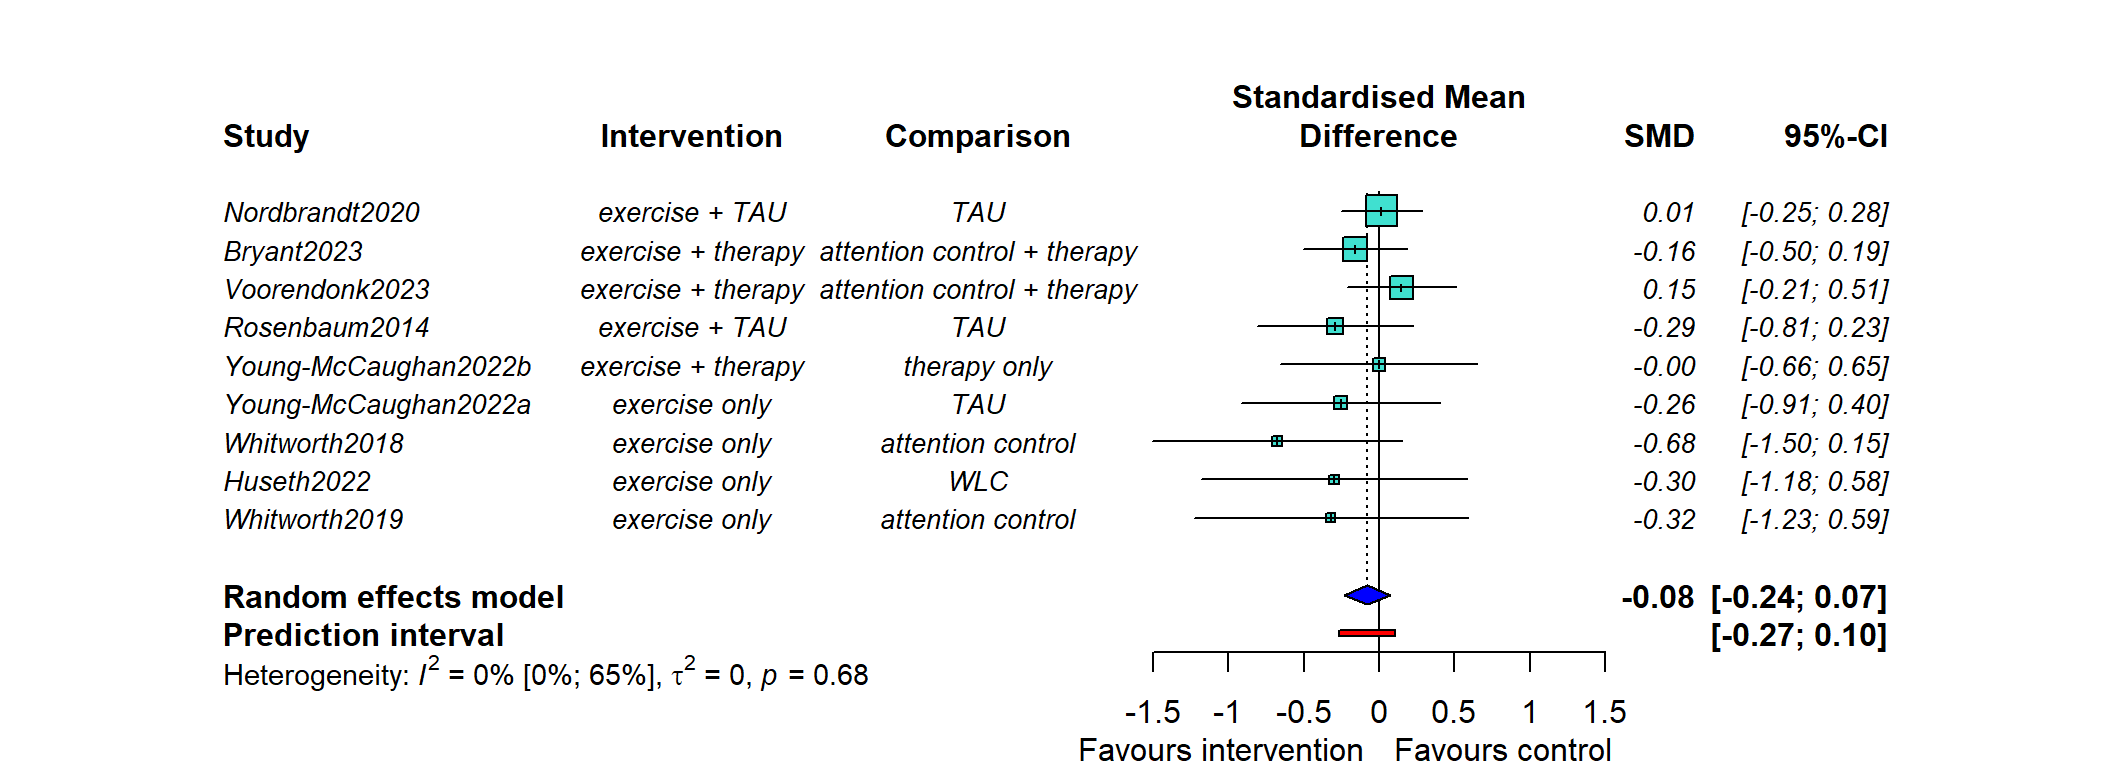 Standardised Mean
Study Intervention Comparison Difference SMD 95%-CI
Nordbrandt2020 exercise + TAU TAU 0.01 [-0.25; 0.28]
Bryant2023 exercise + therapy attention control + therapy -0.16 [-0.50; 0.19]
Voorendonk2023 exercise + therapy attention control + therapy 0.15 [-0.21; 0.51]
Rosenbaum2014 exercise + TAU TAU -0.29 [-0.81; 0.23]
Young-McCaughan2022b exercise + therapy therapy only -0.00 [-0.66; 0.65]
Young-McCaughan2022a exercise only TAU -0.26 [-0.91; 0.40]
Whitworth2018 exercise only attention control -0.68 [-1.50; 0.15]
Huseth2022 exercise only WLC -0.30 [-1.18; 0.58]
Whitworth2019 exercise only attention control -0.32 [-1.23; 0.59]
Random effects model -0.08 [-0.24; 0.07]
Prediction interval [-0.27; 0.10]
Heterogeneity: I² = 0% [0%; 65%], τ² = 0, p = 0.68
-1.5 -1 -0.5 0 0.5 1 1.5
Favours intervention Favours control